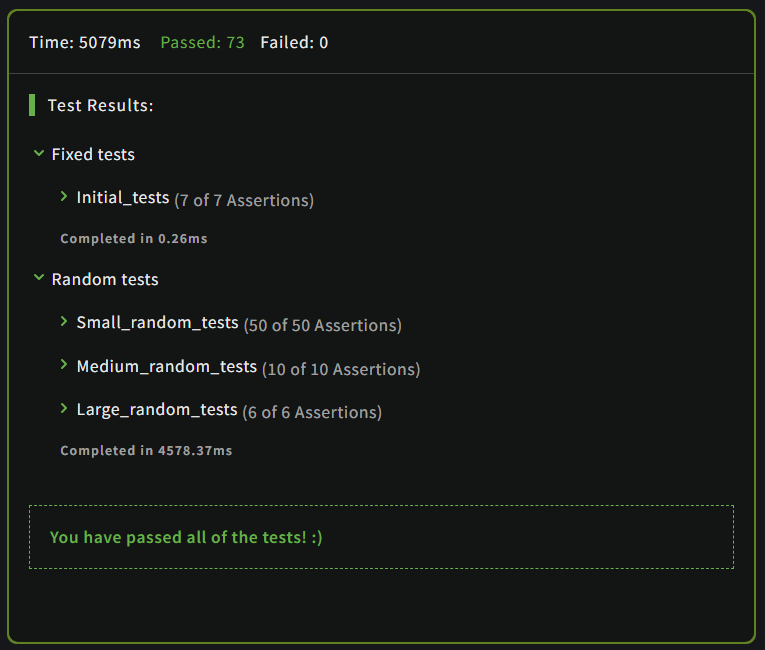 Time: 5079ms Passed: 73 Failed: 0
Test Results:
Fixed tests
Initial_tests (7 of 7 Assertions)
Completed in 0.26ms
Random tests
Small_random_tests (50 of 50 Assertions)
Medium_random_tests (10 of 10 Assertions)
Large_random_tests (6 of 6 Assertions)
Completed in 4578.37ms
You have passed all of the tests! :)